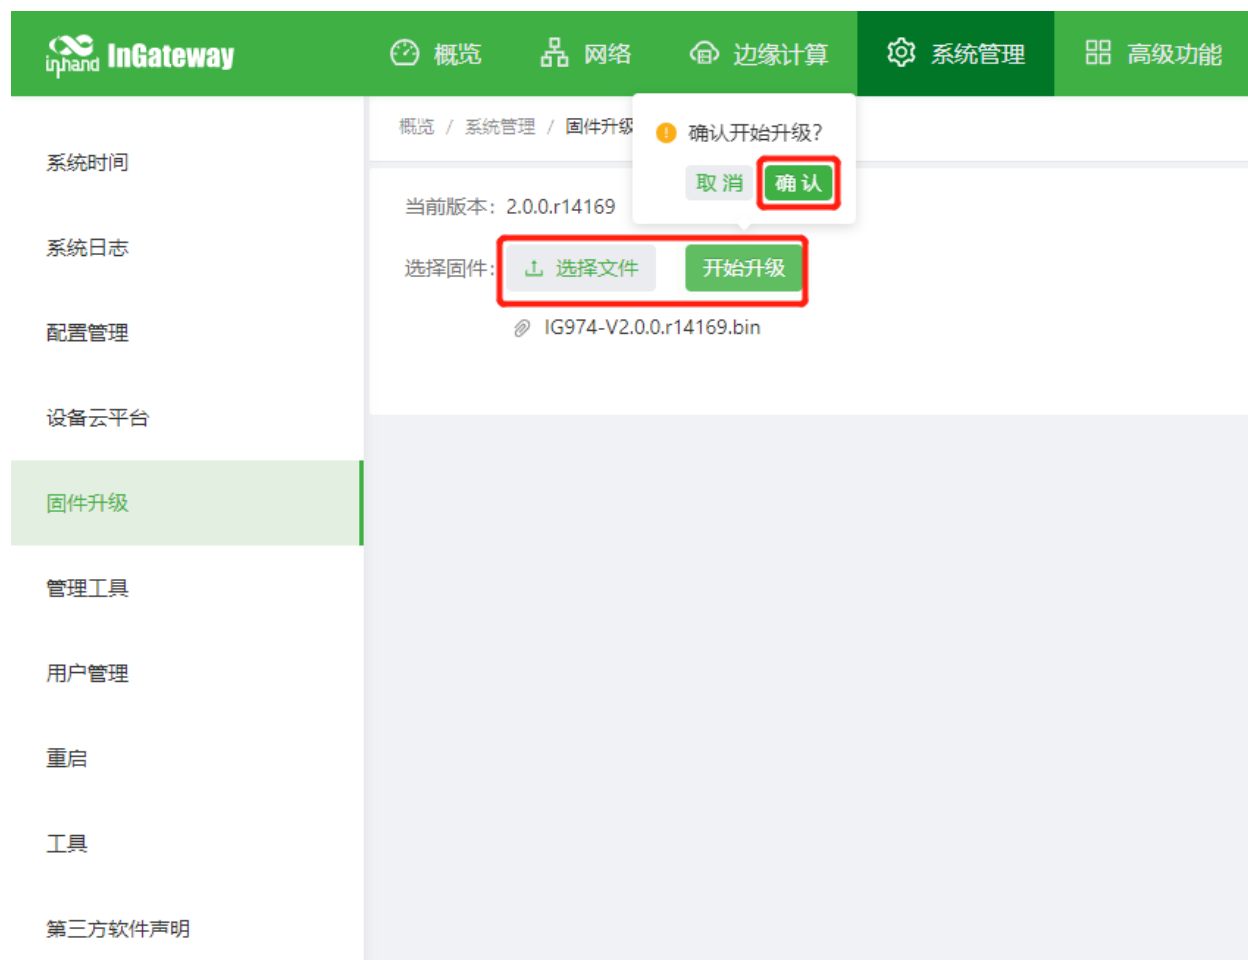 inhand InGateway 概览 网络 边缘计算 系统管理 高级功能
概览 / 系统管理 / 固件升级
确认开始升级?
取 消 确 认
当前版本: 2.0.0.r14169
选择固件: 选择文件 开始升级
IG974-V2.0.0.r14169.bin
系统时间
系统日志
配置管理
设备云平台
固件升级
管理工具
用户管理
重启
工具
第三方软件声明